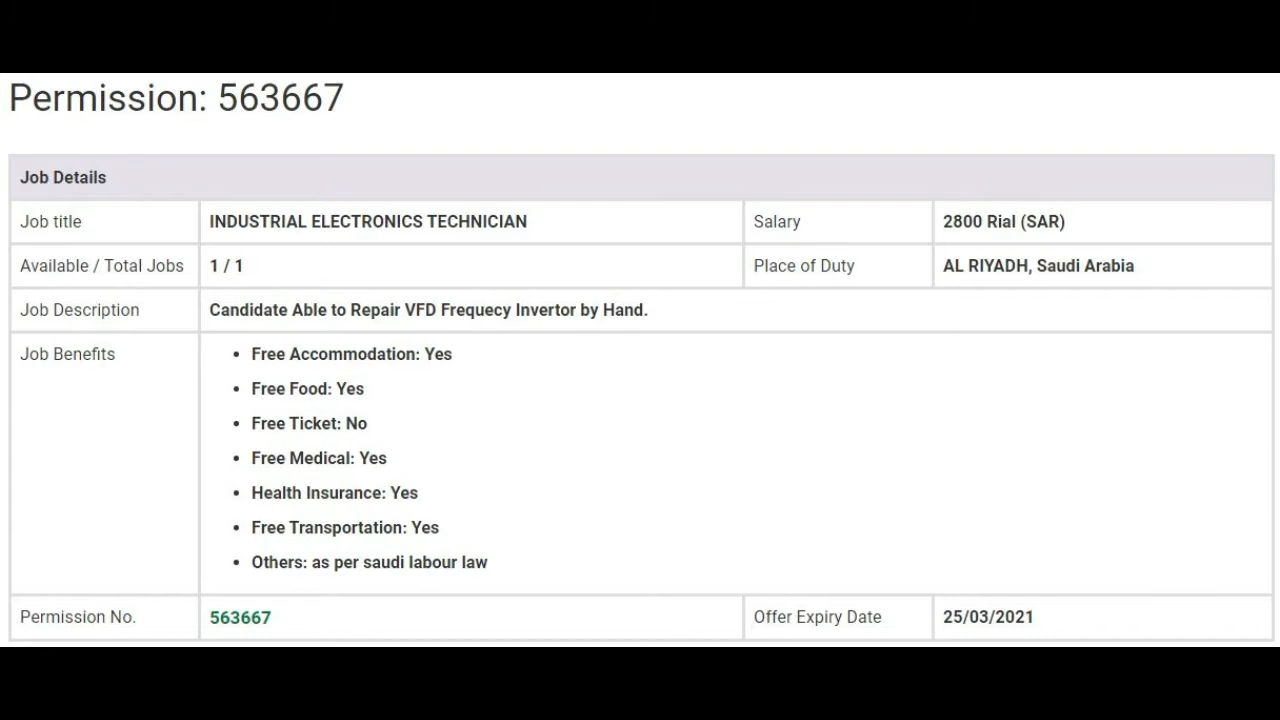 Permission: 563667
Job Details
Job title INDUSTRIAL ELECTRONICS TECHNICIAN Salary 2800 Rial (SAR)
Available / Total Jobs 1 / 1 Place of Duty AL RIYADH, Saudi Arabia
Job Description Candidate Able to Repair VFD Frequecy Invertor by Hand.
Job Benefits • Free Accommodation: Yes
• Free Food: Yes
• Free Ticket: No
• Free Medical: Yes
• Health Insurance: Yes
• Free Transportation: Yes
• Others: as per saudi labour law
Permission No. 563667 Offer Expiry Date 25/03/2021